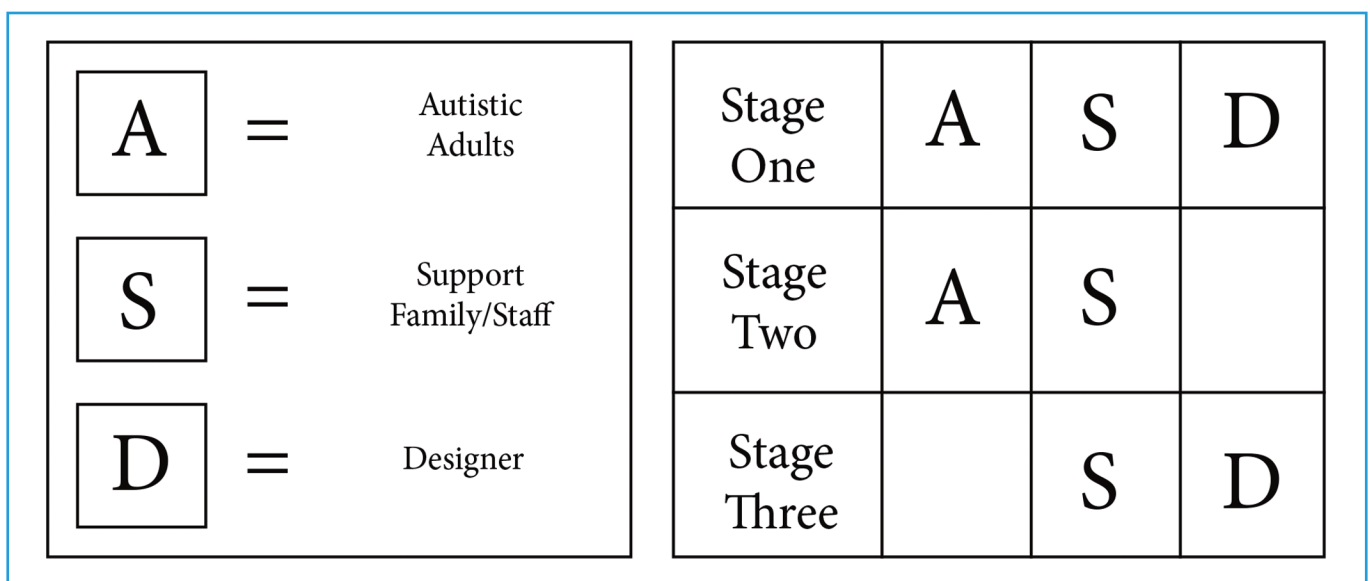 A = Autistic
Adults
S = Support
Family/Staff
D = Designer
Stage
One A S D
Stage
Two A S
Stage
Three S D